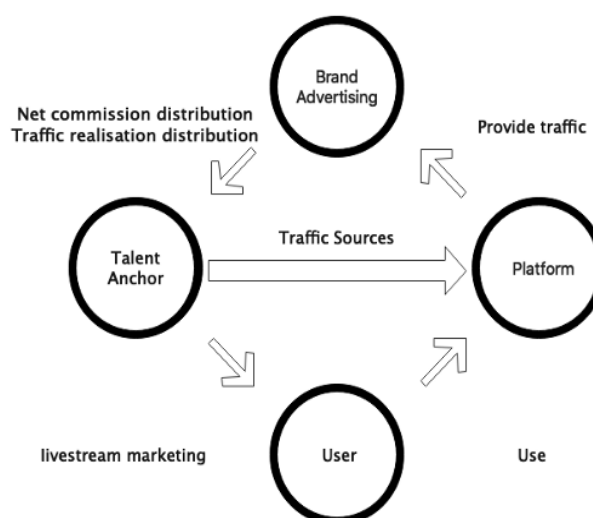 Brand
Advertising
Net commission distribution
Traffic realisation distribution
Provide traffic
Traffic Sources
Talent
Anchor
Platform
livestream marketing
User
Use